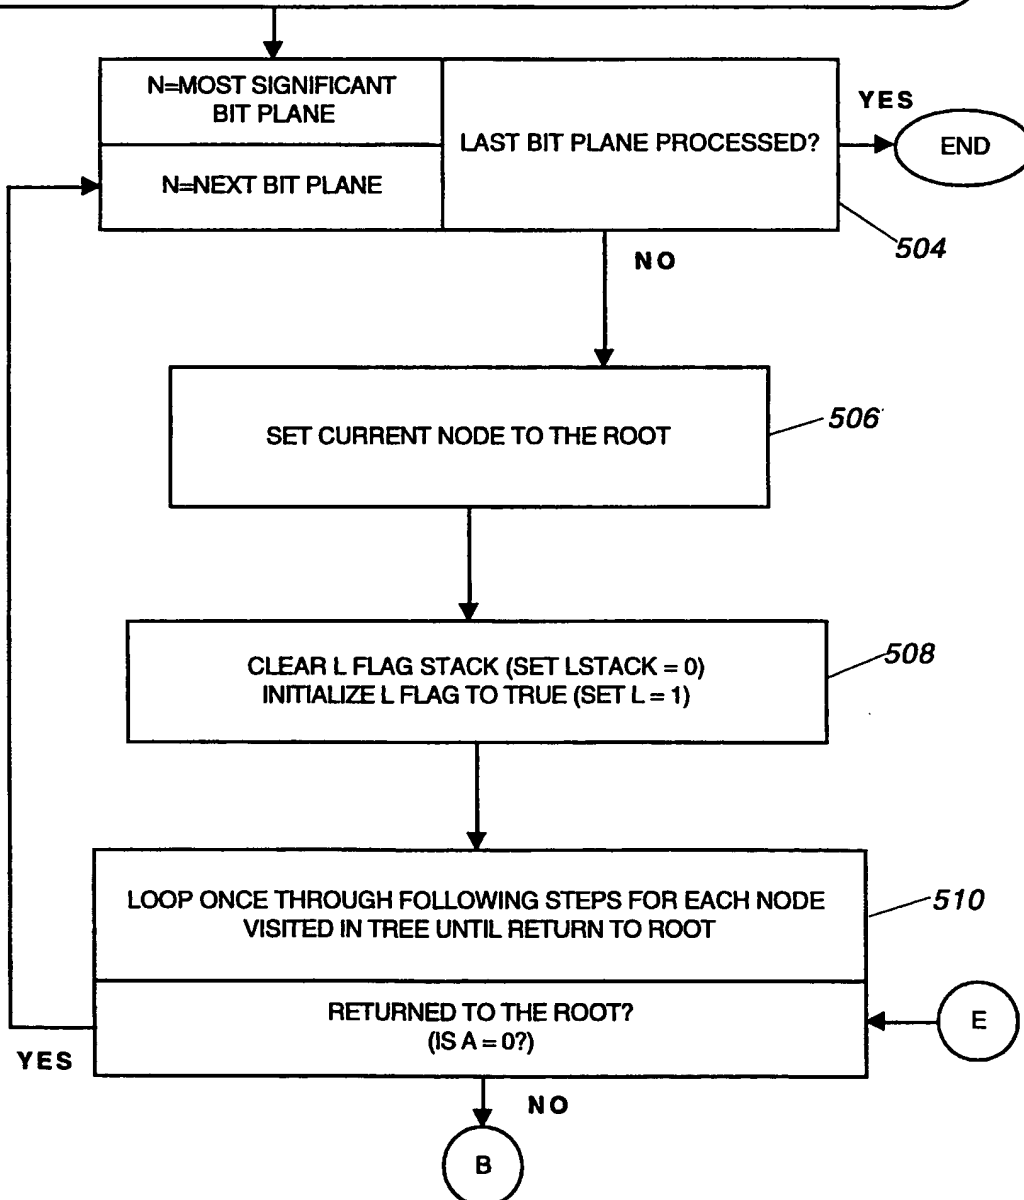 N=MOST SIGNIFICANT
BIT PLANE
N=NEXT BIT PLANE
LAST BIT PLANE PROCESSED?
YES
END
504
NO
SET CURRENT NODE TO THE ROOT
506
CLEAR L FLAG STACK (SET LSTACK = 0)
INITIALIZE L FLAG TO TRUE (SET L = 1)
508
LOOP ONCE THROUGH FOLLOWING STEPS FOR EACH NODE
VISITED IN TREE UNTIL RETURN TO ROOT
510
RETURNED TO THE ROOT?
(IS A = 0?)
E
YES
NO
B